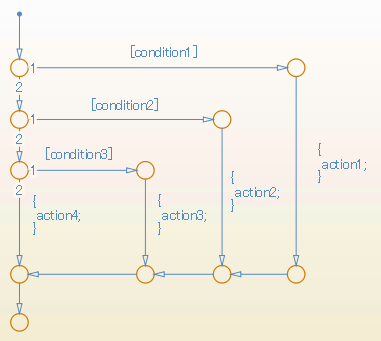 [condition1]
1
2
[condition2]
1
2
[condition3]
1
2
{
action1;
}
{
action2;
}
{
action3;
}
{
action4;
}